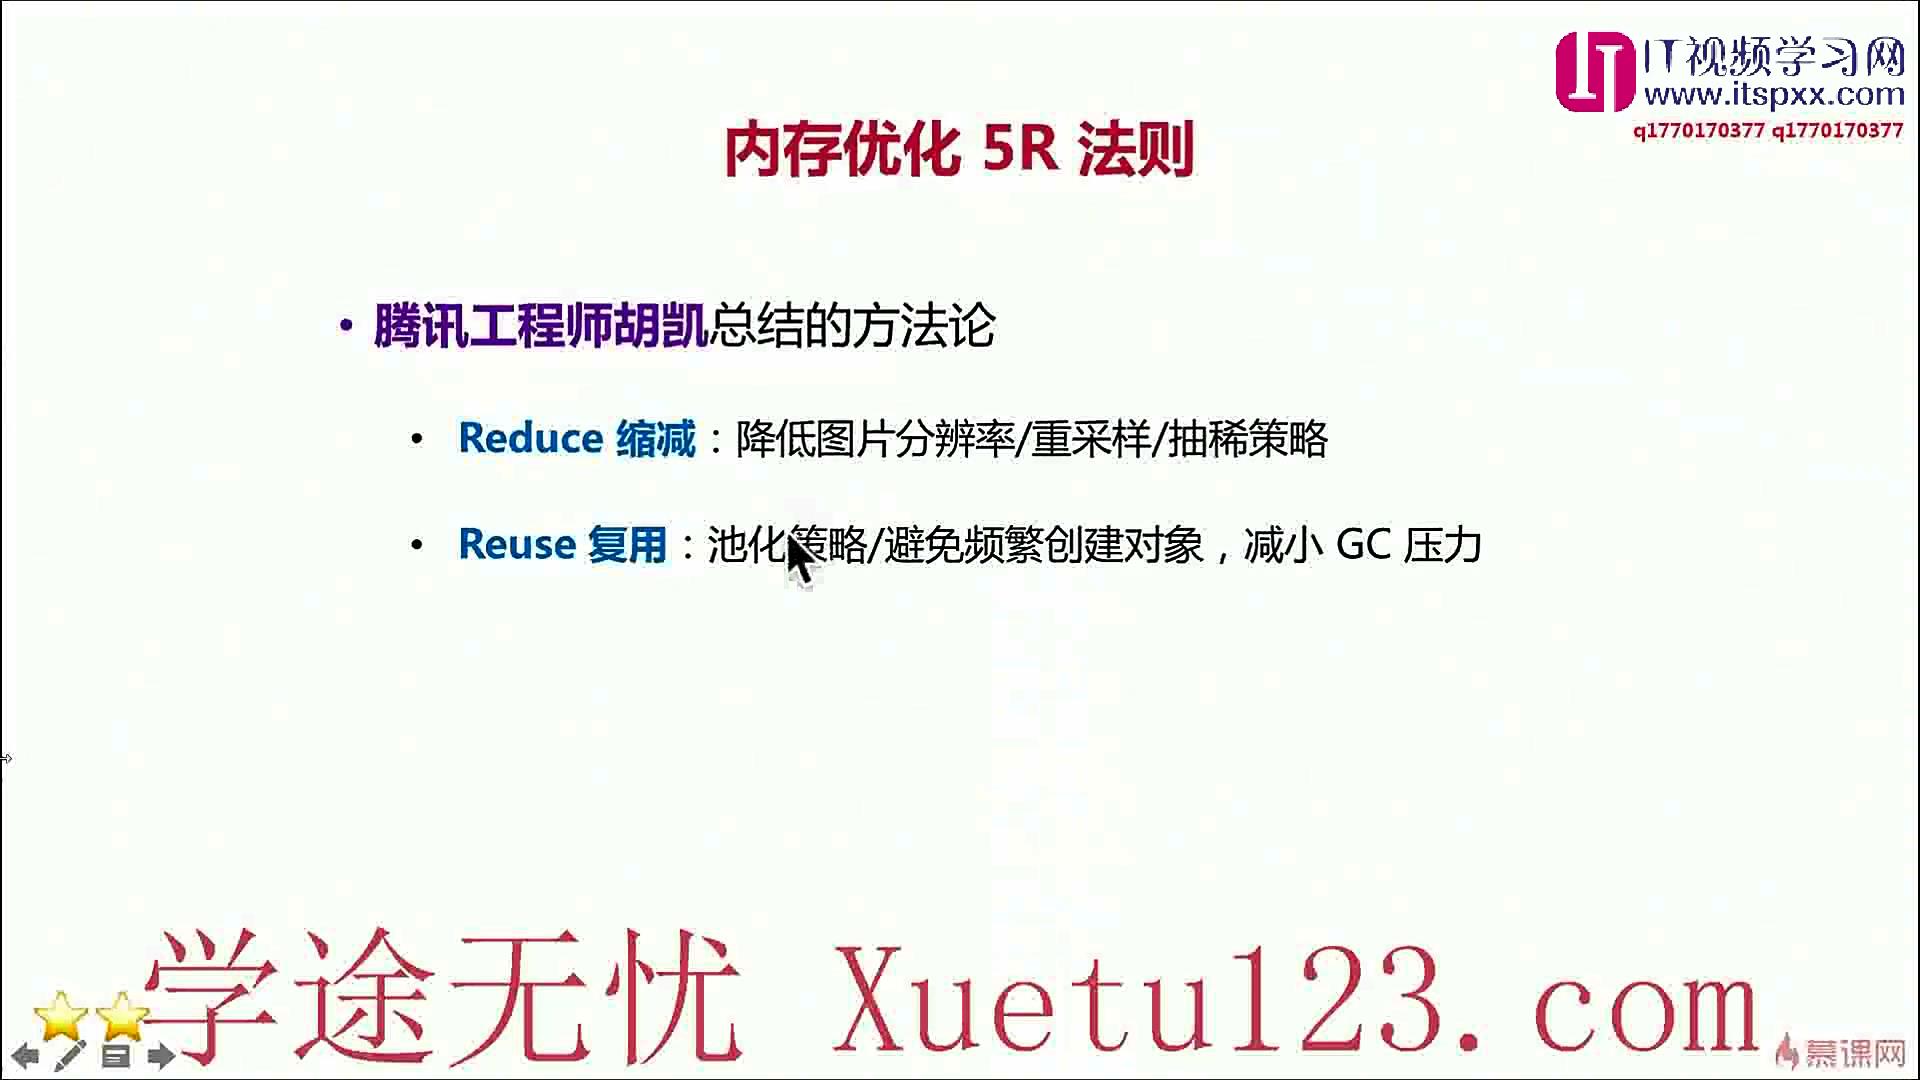 IT视频学习网
www.itspxx.com
q1770170377 q1770170377
内存优化 5R 法则
• 腾讯工程师胡凯总结的方法论
• Reduce 缩减：降低图片分辨率/重采样/抽稀策略
• Reuse 复用：池化策略/避免频繁创建对象，减小 GC 压力
学途无忧 Xuetu123.com
慕课网